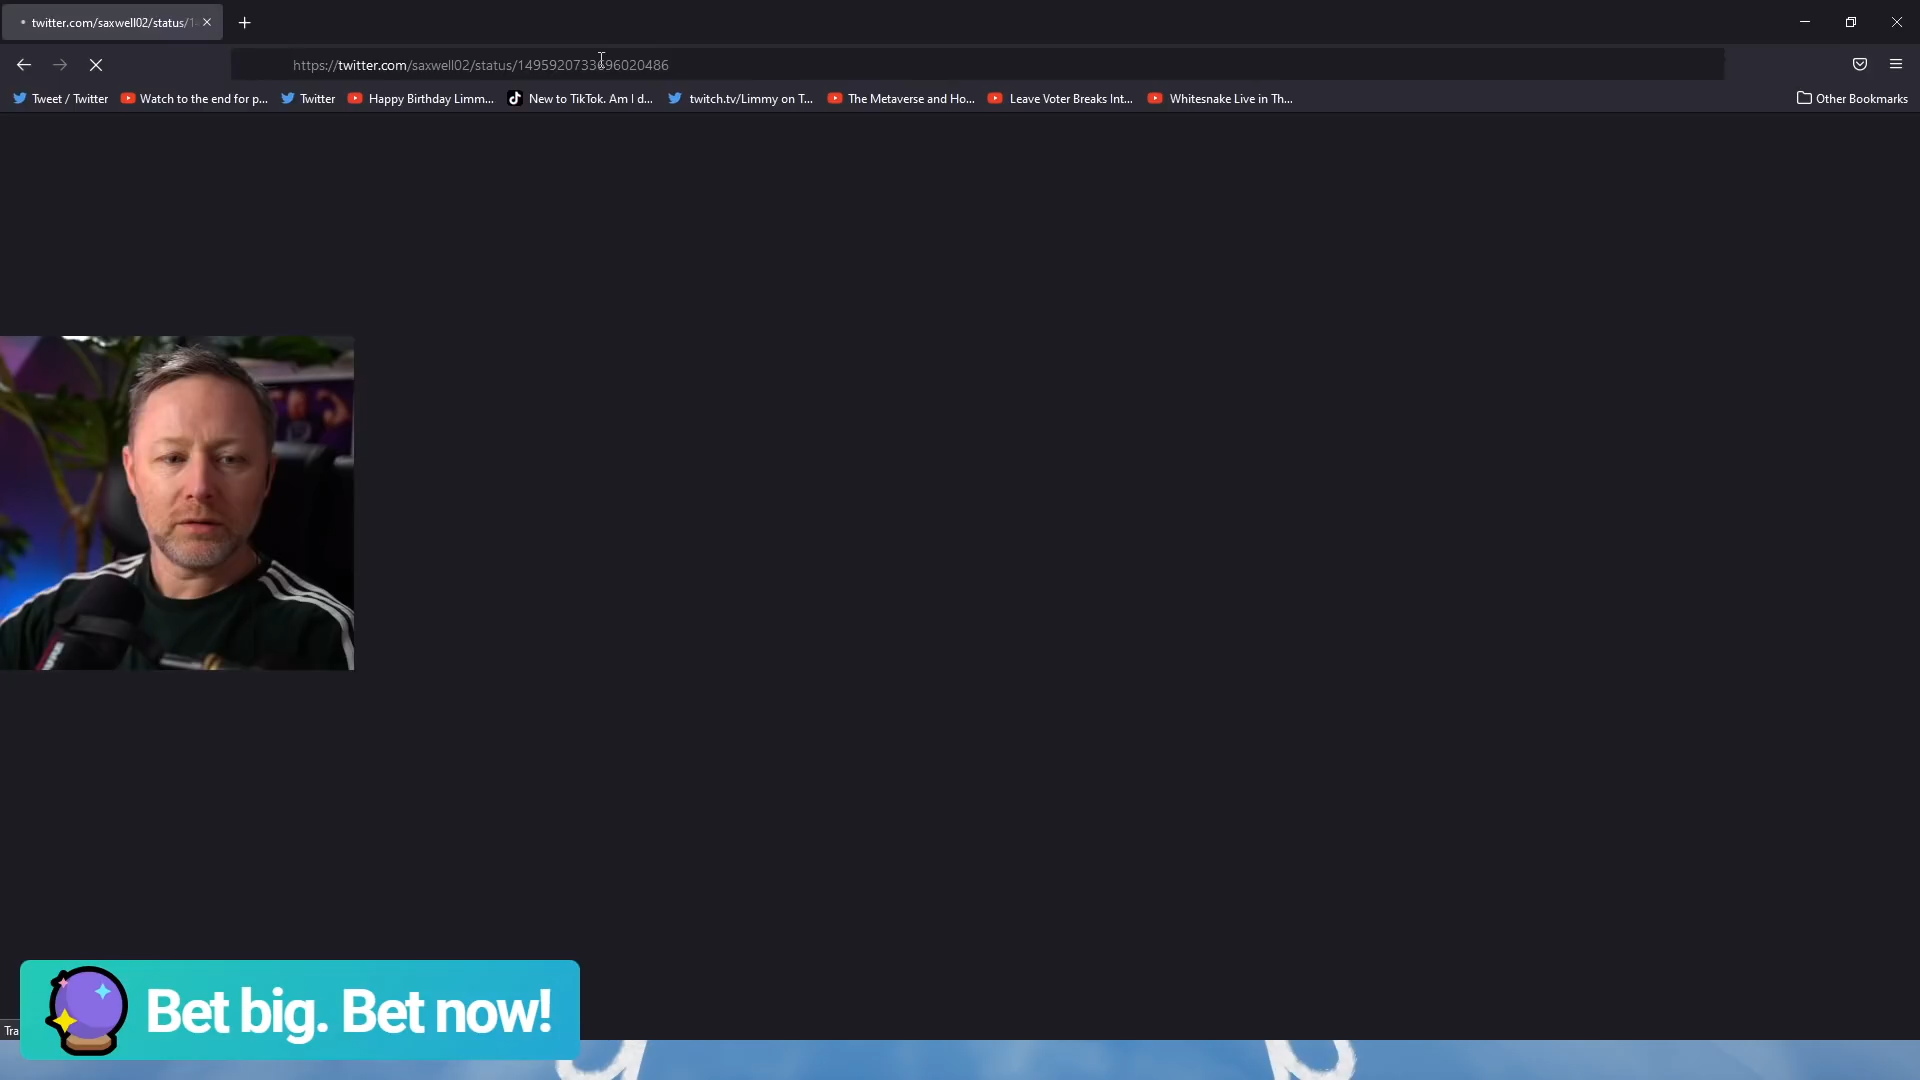 twitter.com/saxwell02/status/1
https://twitter.com/saxwell02/status/1495920733696020486
Tweet / Twitter
Watch to the end for p...
Twitter
Happy Birthday Limm...
New to TikTok. Am I d...
twitch.tv/Limmy on T...
The Metaverse and Ho...
Leave Voter Breaks Int...
Whitesnake Live in Th...
Other Bookmarks
Bet big. Bet now!
Tra